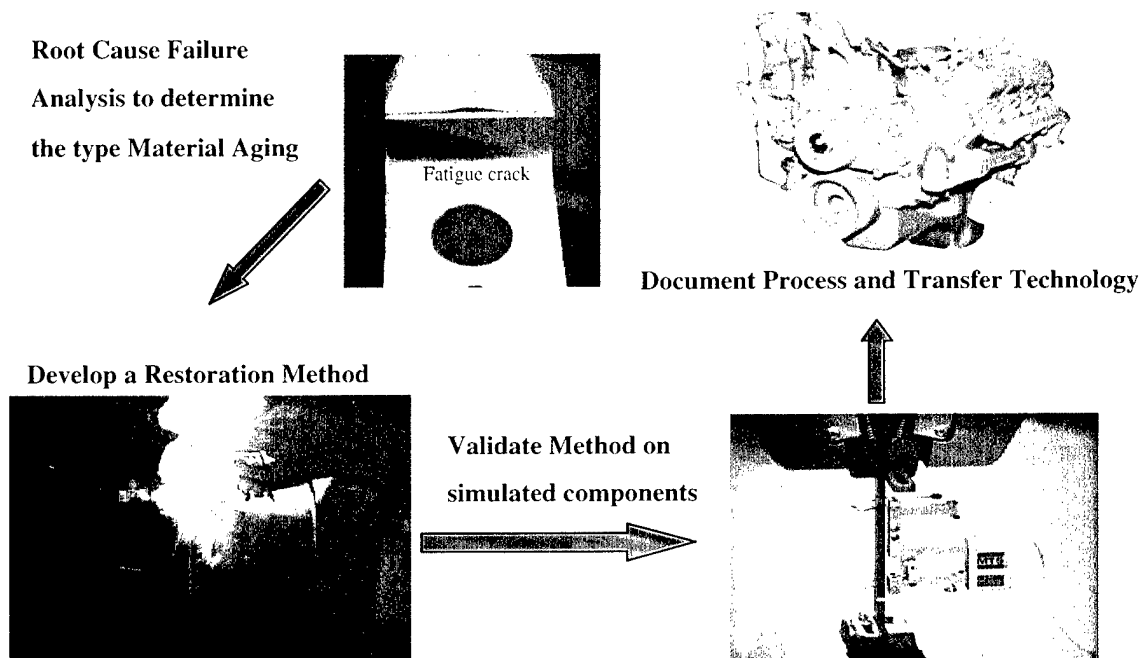 Root Cause Failure
Analysis to determine
the type Material Aging
Fatigue crack
Document Process and Transfer Technology
Develop a Restoration Method
Validate Method on
simulated components
MTS